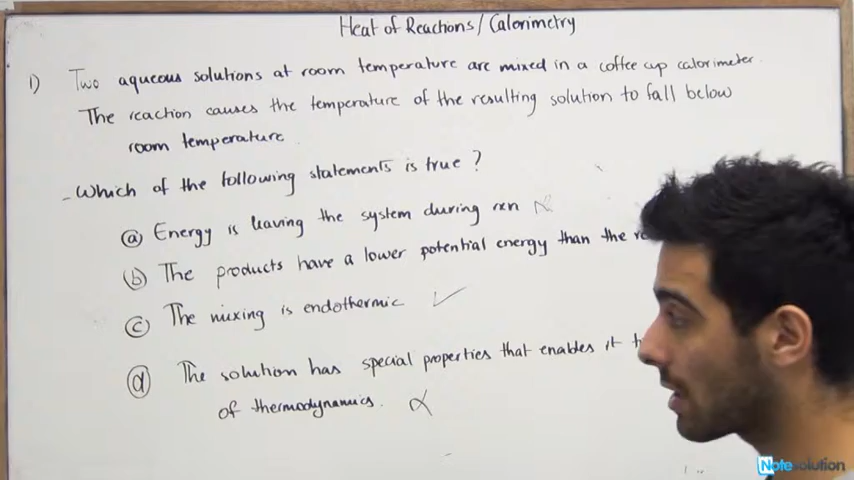 Heat of Reactions/Calorimetry
1) Two aqueous solutions at room temperature are mixed in a coffee cup calorimeter.
The reaction causes the temperature of the resulting solution to fall below
room temperature
- Which of the following statements is true?
(a) Energy is leaving the system during rxn
(b) The products have a lower potential energy than the
(c) The mixing is endothermic ✓
(d) The solution has special properties that enables it
of thermodynamics.
Notesolution